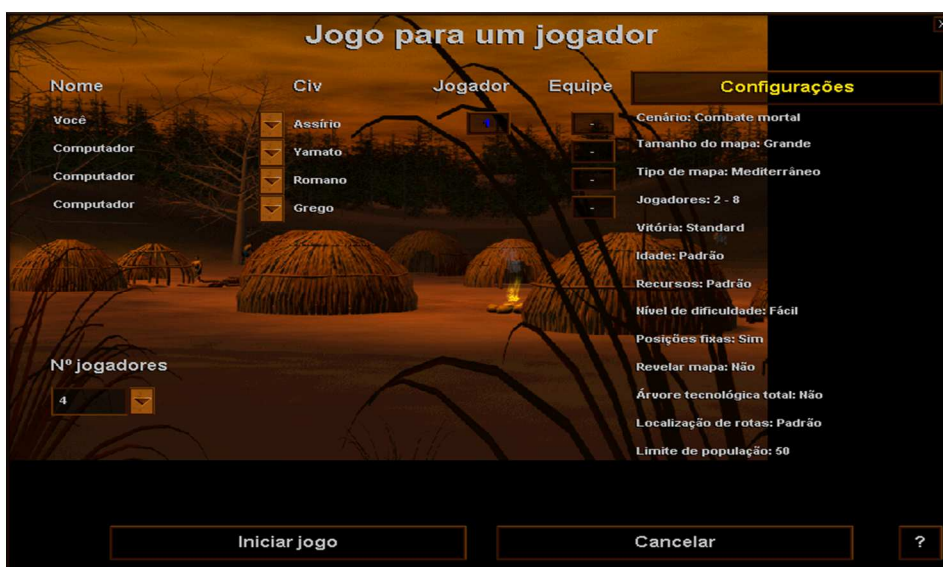 Jogo para um jogador
Nome Civ Jogador Equipe Configurações
Você Assírio 1 -
Computador Yamato -
Computador Romano -
Computador Grego -
Cenário: Combate mortal
Tamanho do mapa: Grande
Tipo de mapa: Mediterrâneo
Jogadores: 2 - 8
Vitória: Standard
Idade: Padrão
Recursos: Padrão
Nível de dificuldade: Fácil
Posições fixas: Sim
Revelar mapa: Não
Árvore tecnológica total: Não
Localização de rotas: Padrão
Limite de população: 50
Nº jogadores
4
Iniciar jogo Cancelar ?